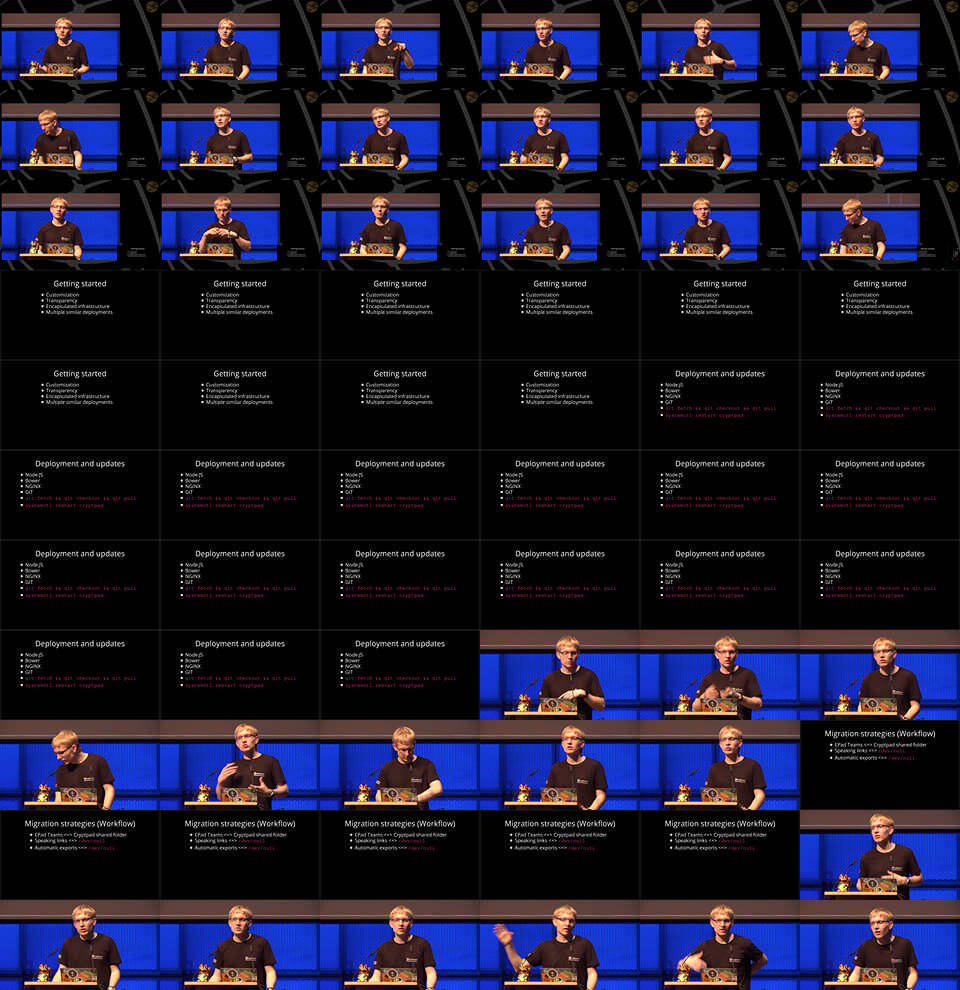 Getting started
Customization
Transparency
Encapsulated infrastructure
Multiple similar deployments
Deployment and updates
NodeJS
Bower
NGINX
GIT
git fetch && git checkout && git pull
systemctl restart cryptpad
Migration strategies (Workflow)
EPad Teams <=> Cryptpad shared folder
Speaking links <=> /dev/null
Automatic exports <=> /dev/null